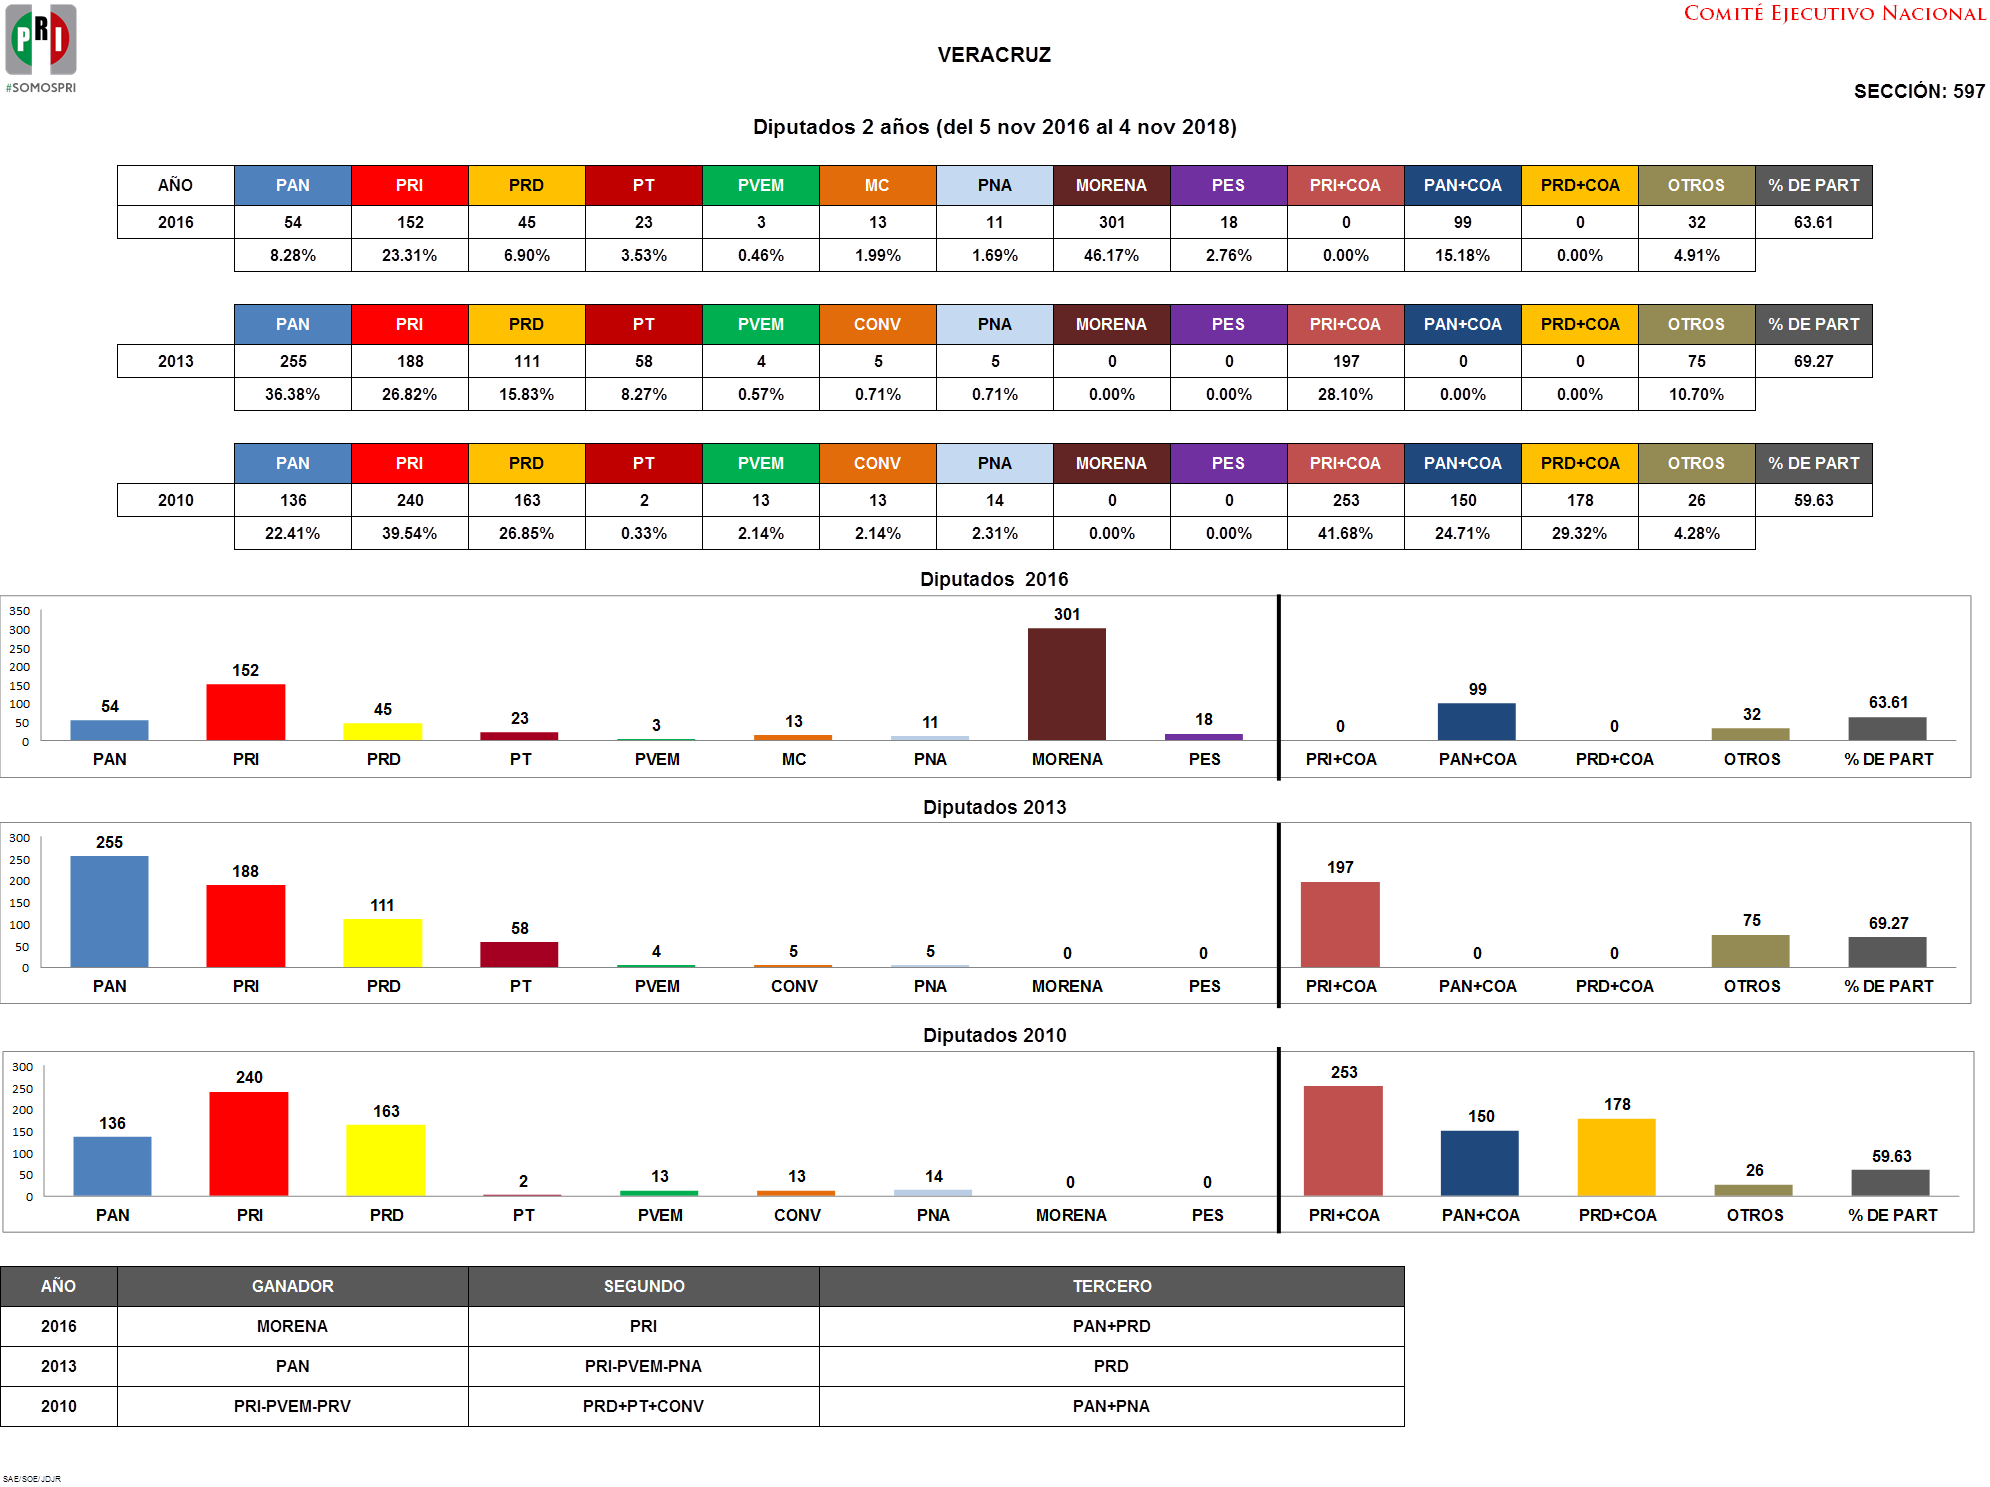 PRI
#SOMOSPRI
COMITÉ EJECUTIVO NACIONAL
VERACRUZ
SECCIÓN: 597
Diputados 2 años (del 5 nov 2016 al 4 nov 2018)
AÑO PAN PRI PRD PT PVEM MC PNA MORENA PES PRI+COA PAN+COA PRD+COA OTROS % DE PART
2016 54 152 45 23 3 13 11 301 18 0 99 0 32 63.61
8.28% 23.31% 6.90% 3.53% 0.46% 1.99% 1.69% 46.17% 2.76% 0.00% 15.18% 0.00% 4.91%
PAN PRI PRD PT PVEM CONV PNA MORENA PES PRI+COA PAN+COA PRD+COA OTROS % DE PART
2013 255 188 111 58 4 5 5 0 0 197 0 0 75 69.27
36.38% 26.82% 15.83% 8.27% 0.57% 0.71% 0.71% 0.00% 0.00% 28.10% 0.00% 0.00% 10.70%
PAN PRI PRD PT PVEM CONV PNA MORENA PES PRI+COA PAN+COA PRD+COA OTROS % DE PART
2010 136 240 163 2 13 13 14 0 0 253 150 178 26 59.63
22.41% 39.54% 26.85% 0.33% 2.14% 2.14% 2.31% 0.00% 0.00% 41.68% 24.71% 29.32% 4.28%
Diputados 2016
350
300
250
200
150
100
50
0
54 152 45 23 3 13 11 301 18 0 99 0 32 63.61
PAN PRI PRD PT PVEM MC PNA MORENA PES PRI+COA PAN+COA PRD+COA OTROS % DE PART
Diputados 2013
300
250
200
150
100
50
0
255 188 111 58 4 5 5 0 0 197 0 0 75 69.27
PAN PRI PRD PT PVEM CONV PNA MORENA PES PRI+COA PAN+COA PRD+COA OTROS % DE PART
Diputados 2010
300
250
200
150
100
50
0
136 240 163 2 13 13 14 0 0 253 150 178 26 59.63
PAN PRI PRD PT PVEM CONV PNA MORENA PES PRI+COA PAN+COA PRD+COA OTROS % DE PART
AÑO GANADOR SEGUNDO TERCERO
2016 MORENA PRI PAN+PRD
2013 PAN PRI-PVEM-PNA PRD
2010 PRI-PVEM-PRV PRD+PT+CONV PAN+PNA
SAE/SOE/JDJR